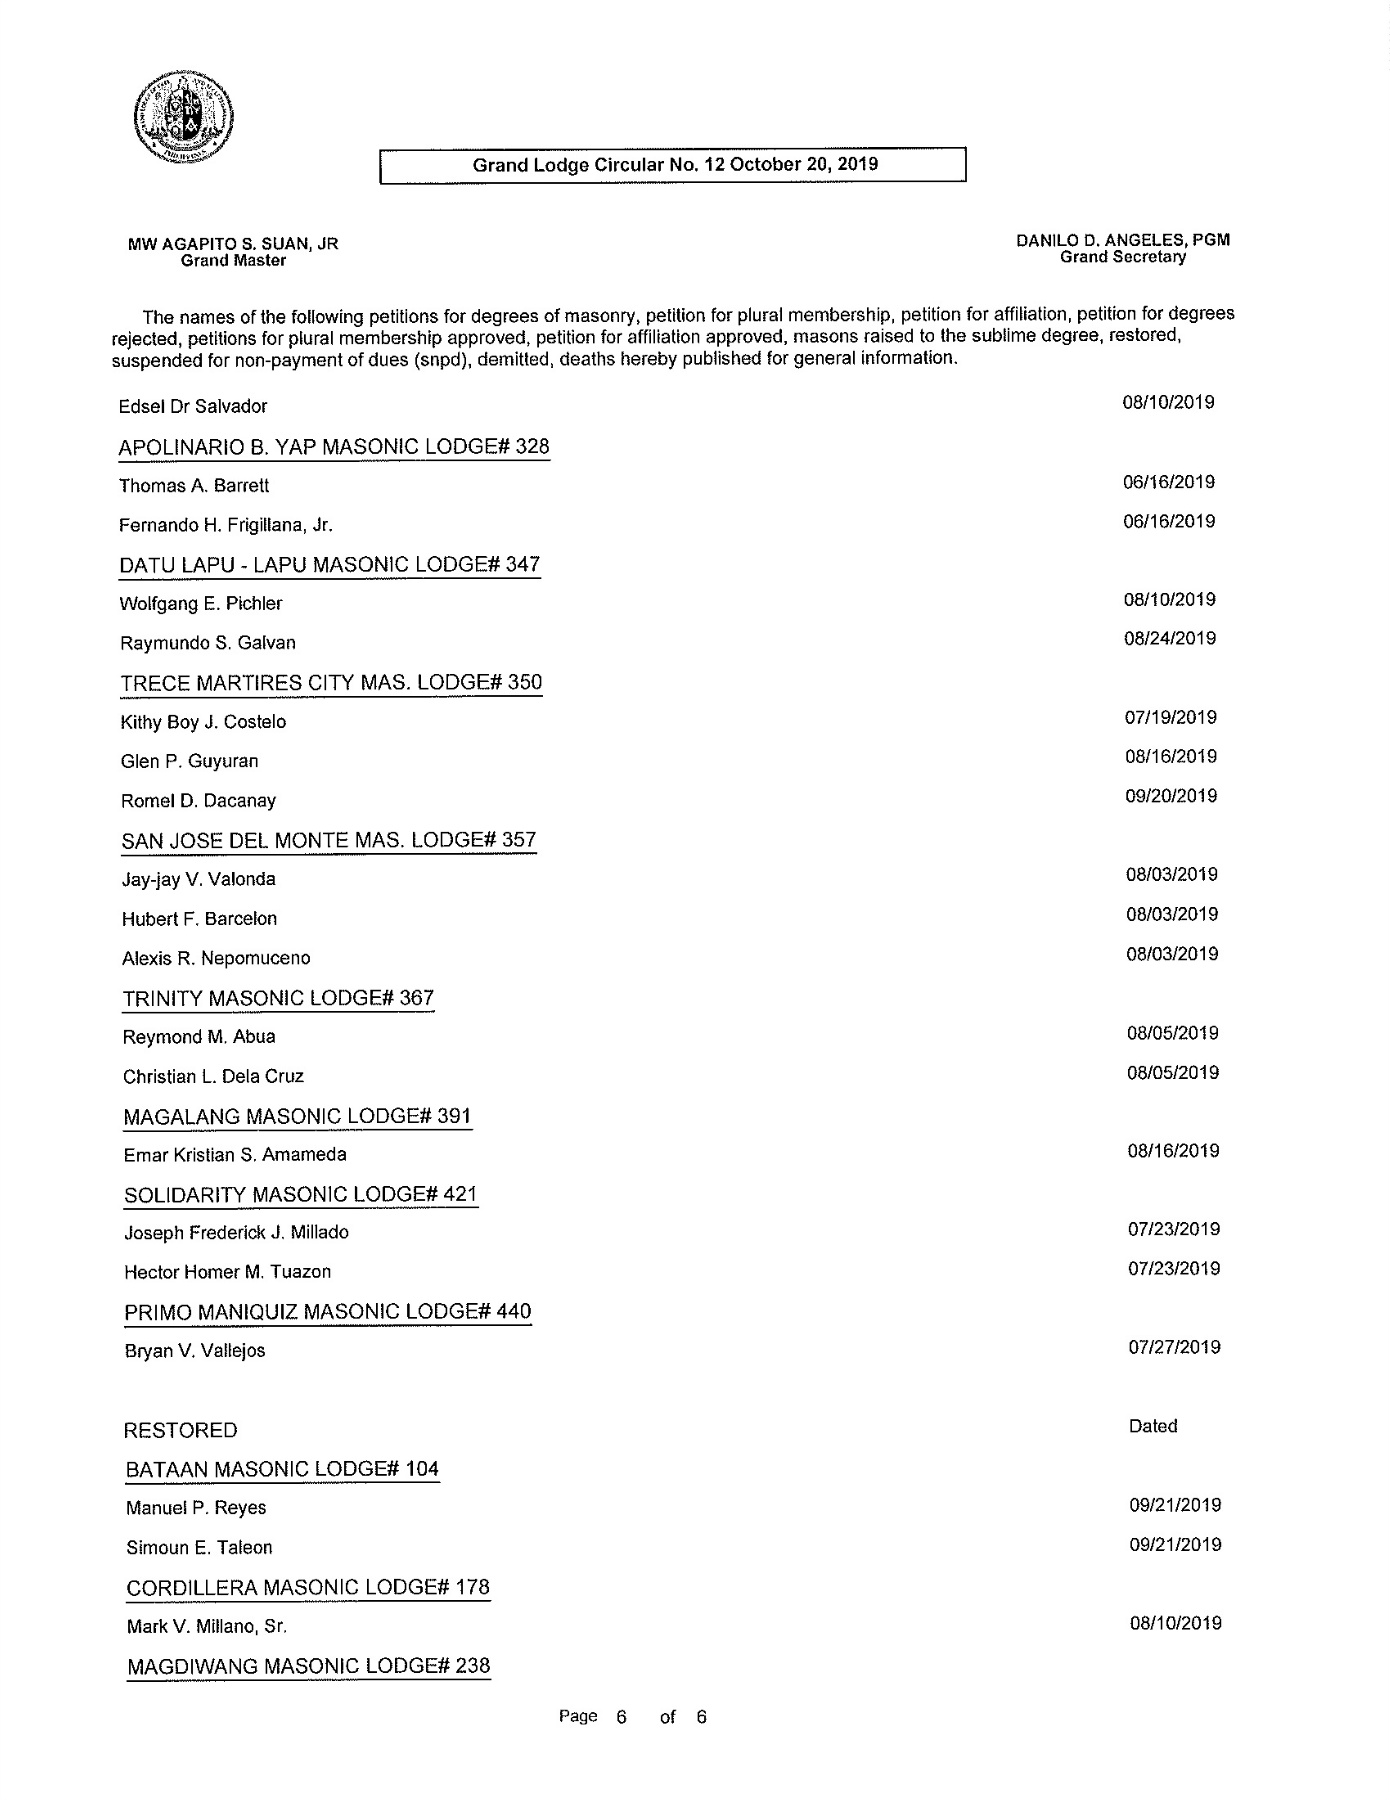 PHILIPPINES
Grand Lodge Circular No. 12 October 20, 2019
MW AGAPITO S. SUAN, JR
Grand Master
DANILO D. ANGELES, PGM
Grand Secretary
The names of the following petitions for degrees of masonry, petition for plural membership, petition for affiliation, petition for degrees
rejected, petitions for plural membership approved, petition for affiliation approved, masons raised to the sublime degree, restored,
suspended for non-payment of dues (snpd), demitted, deaths hereby published for general information.
Edsel Dr Salvador 08/10/2019
APOLINARIO B. YAP MASONIC LODGE# 328
Thomas A. Barrett 06/16/2019
Fernando H. Frigillana, Jr. 06/16/2019
DATU LAPU - LAPU MASONIC LODGE# 347
Wolfgang E. Pichler 08/10/2019
Raymundo S. Galvan 08/24/2019
TRECE MARTIRES CITY MAS. LODGE# 350
Kithy Boy J. Costelo 07/19/2019
Glen P. Guyuran 08/16/2019
Romel D. Dacanay 09/20/2019
SAN JOSE DEL MONTE MAS. LODGE# 357
Jay-jay V. Valonda 08/03/2019
Hubert F. Barcelon 08/03/2019
Alexis R. Nepomuceno 08/03/2019
TRINITY MASONIC LODGE# 367
Reymond M. Abua 08/05/2019
Christian L. Dela Cruz 08/05/2019
MAGALANG MASONIC LODGE# 391
Emar Kristian S. Amameda 08/16/2019
SOLIDARITY MASONIC LODGE# 421
Joseph Frederick J. Millado 07/23/2019
Hector Homer M. Tuazon 07/23/2019
PRIMO MANIQUIZ MASONIC LODGE# 440
Bryan V. Vallejos 07/27/2019
RESTORED Dated
BATAAN MASONIC LODGE# 104
Manuel P. Reyes 09/21/2019
Simoun E. Taleon 09/21/2019
CORDILLERA MASONIC LODGE# 178
Mark V. Millano, Sr. 08/10/2019
MAGDIWANG MASONIC LODGE# 238
Page 6 of 6